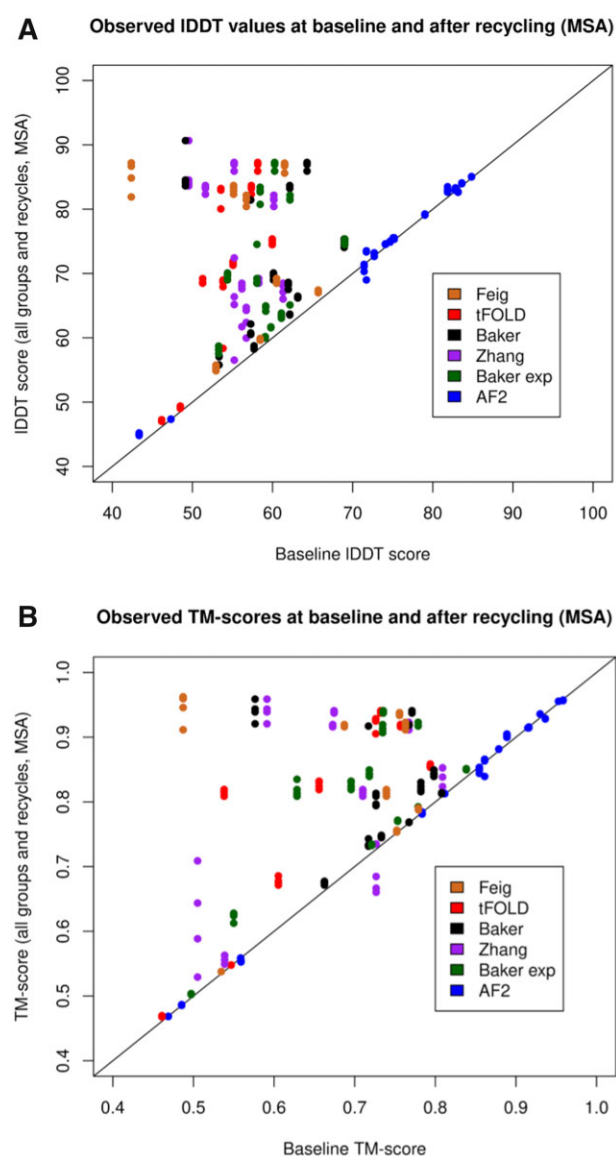 A
Observed lDDT values at baseline and after recycling (MSA)
lDDT score (all groups and recycles, MSA)
100
90
80
70
60
50
40
Feig
tFOLD
Baker
Zhang
Baker exp
AF2
40 50 60 70 80 90 100
Baseline lDDT score
B
Observed TM-scores at baseline and after recycling (MSA)
TM-score (all groups and recycles, MSA)
1.0
0.9
0.8
0.7
0.6
0.5
0.4
Feig
tFOLD
Baker
Zhang
Baker exp
AF2
0.4 0.5 0.6 0.7 0.8 0.9 1.0
Baseline TM-score